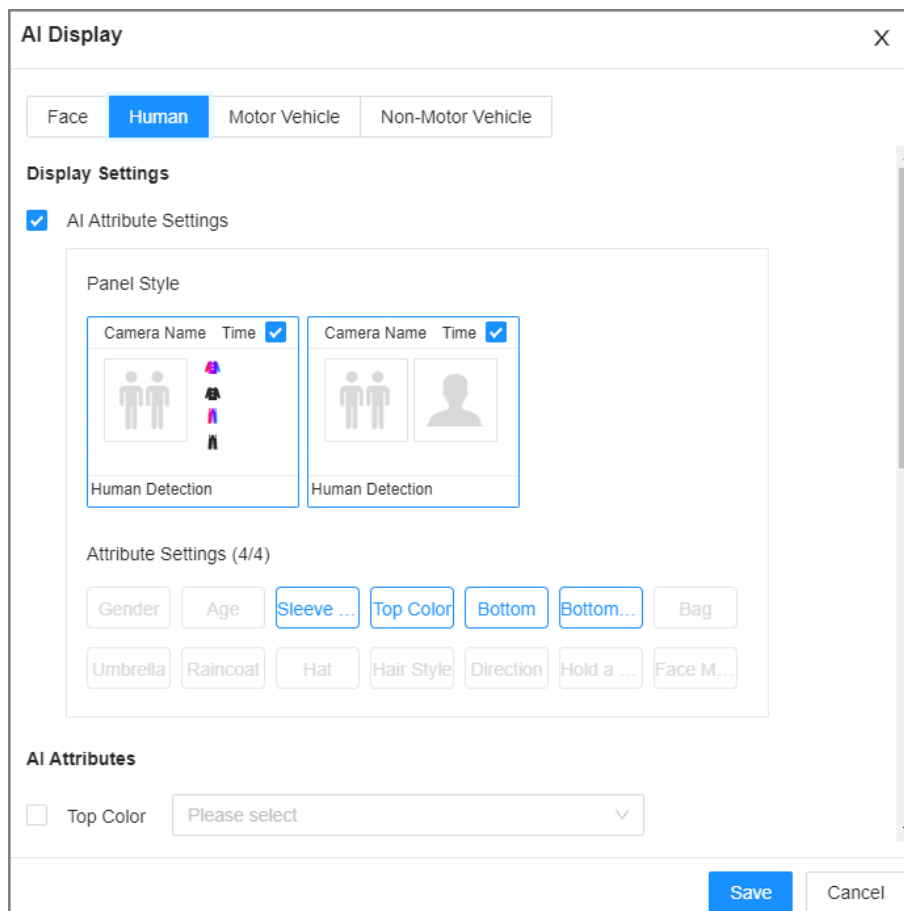 AI Display X
Face Human Motor Vehicle Non-Motor Vehicle
Display Settings
AI Attribute Settings
Panel Style
Camera Name Time Camera Name Time
Human Detection Human Detection
Attribute Settings (4/4)
Gender Age Sleeve ... Top Color Bottom Bottom... Bag
Umbrella Raincoat Hat Hair Style Direction Hold a ... Face M...
AI Attributes
Top Color Please select
Save Cancel